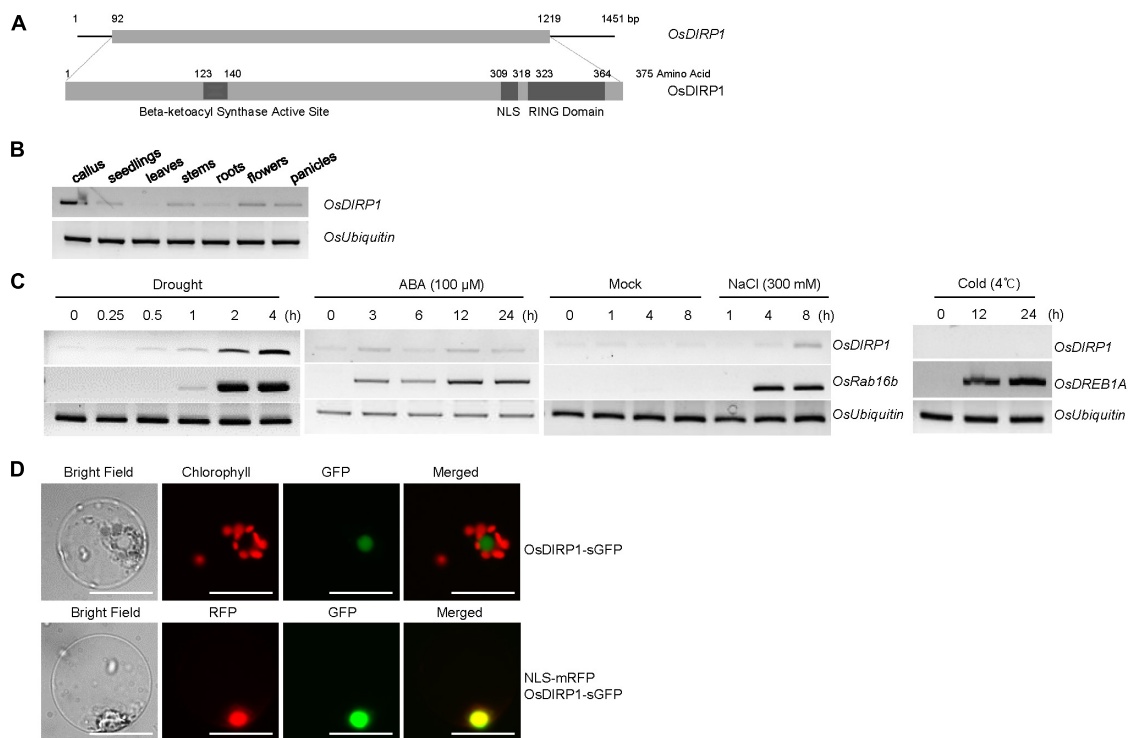 A
1 92 1219 1451 bp
OsDIRP1
1 123 140 309 318 323 364 375 Amino Acid
OsDIRP1
Beta-ketoacyl Synthase Active Site NLS RING Domain
B
callus seedlings leaves stems roots flowers panicles
OsDIRP1
OsUbiquitin
C
Drought ABA (100 µM) Mock NaCl (300 mM) Cold (4℃)
0 0.25 0.5 1 2 4 (h) 0 3 6 12 24 (h) 0 1 4 8 1 4 8 (h) 0 12 24 (h)
OsDIRP1 OsDIRP1
OsRab16b OsDREB1A
OsUbiquitin OsUbiquitin
D
Bright Field Chlorophyll GFP Merged
OsDIRP1-sGFP
Bright Field RFP GFP Merged
NLS-mRFP
OsDIRP1-sGFP